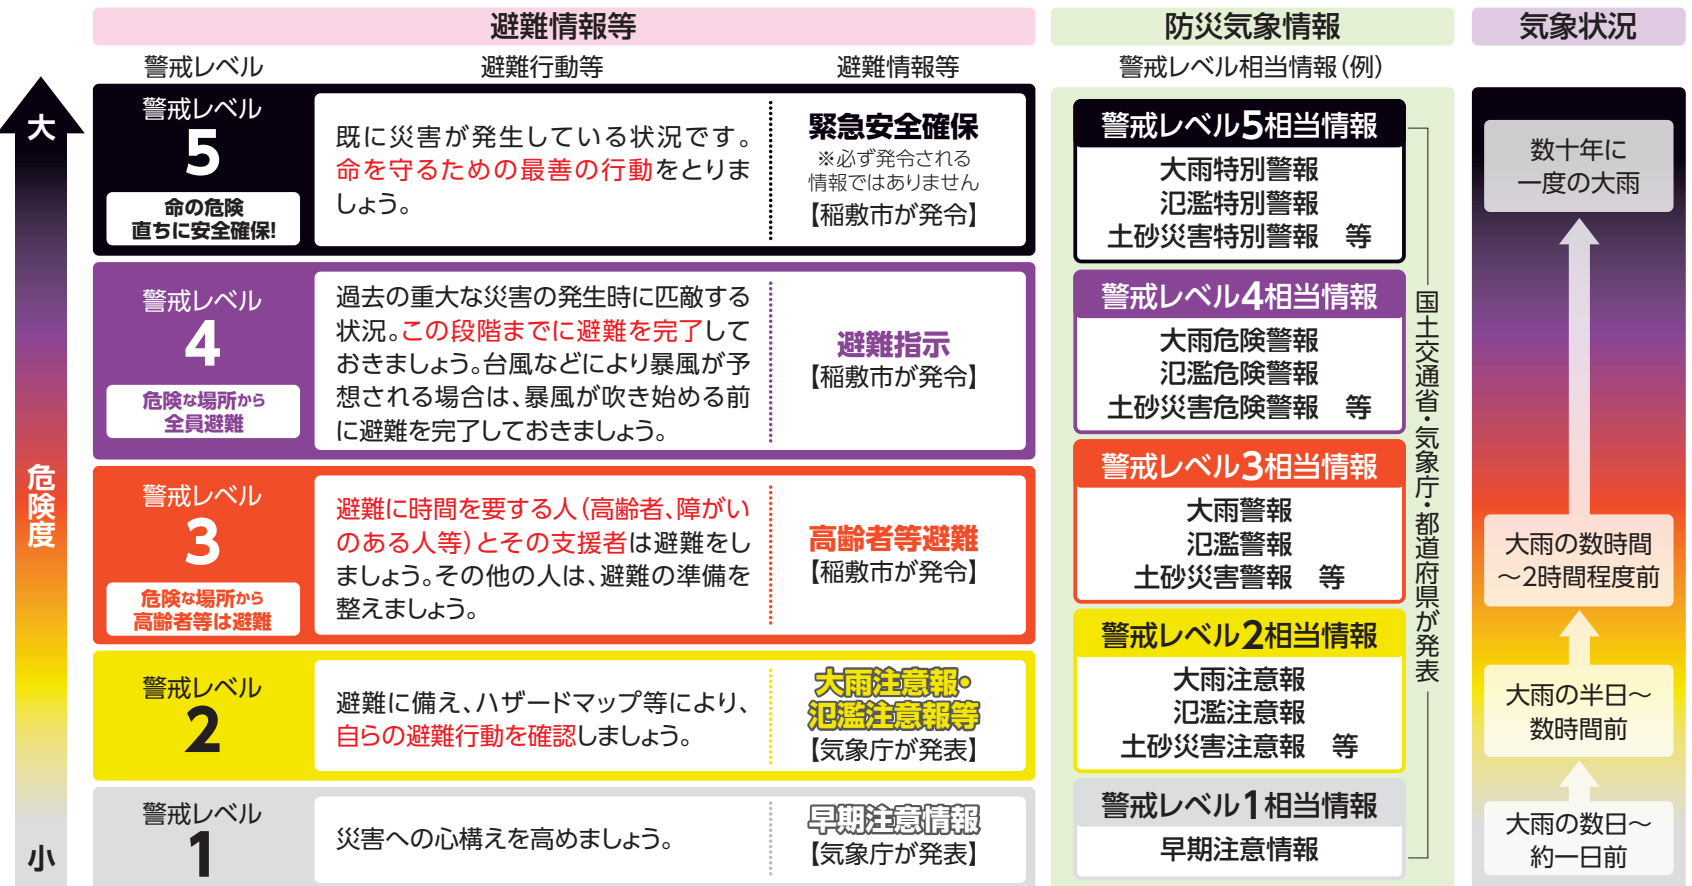 避難情報等
防災気象情報
気象状況
警戒レベル
避難行動等
避難情報等
警戒レベル相当情報(例)
大
危険度
小
警戒レベル
5
命の危険
直ちに安全確保!
既に災害が発生している状況です。
命を守るための最善の行動をとりま
しょう。
緊急安全確保
※必ず発令される
情報ではありません
【稲敷市が発令】
警戒レベル
4
危険な場所から
全員避難
過去の重大な災害の発生時に匹敵する
状況。この段階までに避難を完了して
おきましょう。台風などにより暴風が予
想される場合は、暴風が吹き始める前
に避難を完了しておきましょう。
避難指示
【稲敷市が発令】
警戒レベル
3
危険な場所から
高齢者等は避難
避難に時間を要する人(高齢者、障がい
のある人等)とその支援者は避難をし
ましょう。その他の人は、避難の準備を
整えましょう。
高齢者等避難
【稲敷市が発令】
警戒レベル
2
避難に備え、ハザードマップ等により、
自らの避難行動を確認しましょう。
大雨注意報・
氾濫注意報等
【気象庁が発表】
警戒レベル
1
災害への心構えを高めましょう。
早期注意情報
【気象庁が発表】
警戒レベル5相当情報
大雨特別警報
氾濫特別警報
土砂災害特別警報 等
警戒レベル4相当情報
大雨危険警報
氾濫危険警報
土砂災害危険警報 等
警戒レベル3相当情報
大雨警報
氾濫警報
土砂災害警報 等
警戒レベル2相当情報
大雨注意報
氾濫注意報
土砂災害注意報 等
警戒レベル1相当情報
早期注意情報
国土交通省・気象庁・都道府県が発表
数十年に
一度の大雨
大雨の数時間
~2時間程度前
大雨の半日~
数時間前
大雨の数日~
約一日前